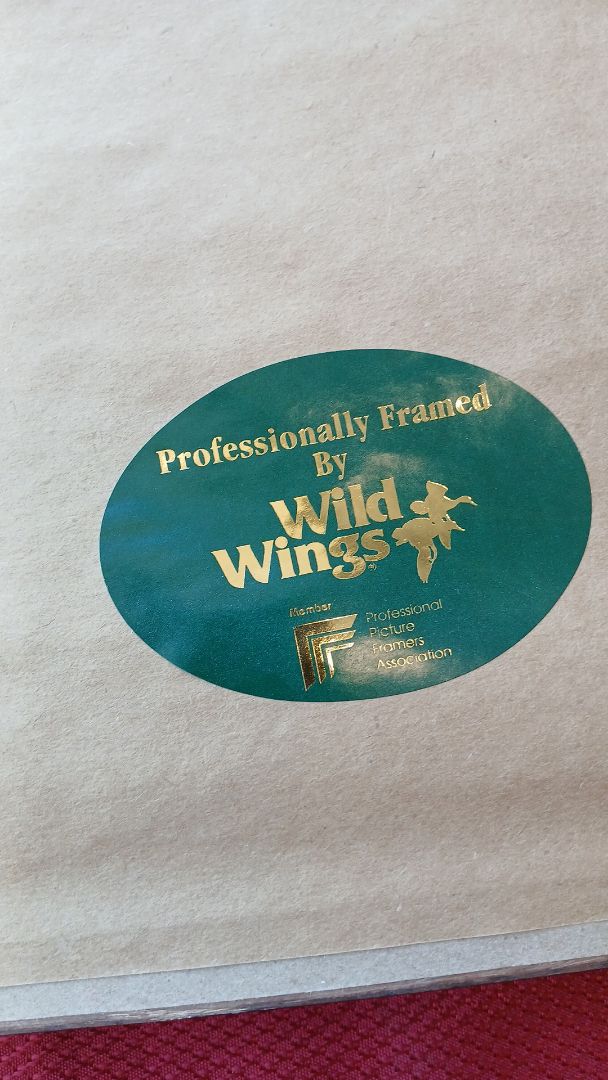 Professionally Framed
By
Wild
Wings®
Member
Professional
Picture
Framers
Association